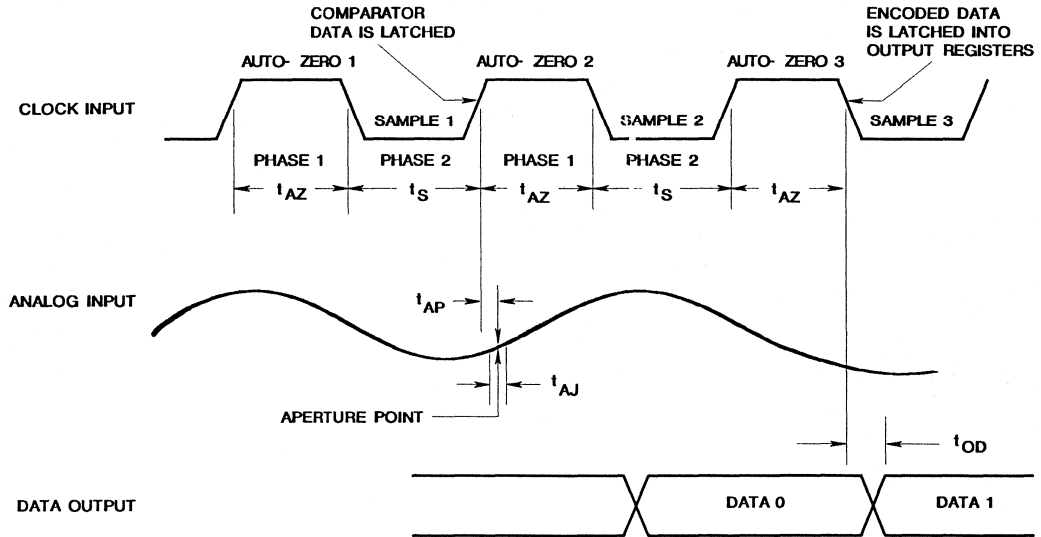 COMPARATOR
DATA IS LATCHED
ENCODED DATA
IS LATCHED INTO
OUTPUT REGISTERS
AUTO- ZERO 1
AUTO- ZERO 2
AUTO- ZERO 3
CLOCK INPUT
SAMPLE 1
SAMPLE 2
SAMPLE 3
PHASE 1
PHASE 2
PHASE 1
PHASE 2
tAZ
tS
tAZ
tS
tAZ
ANALOG INPUT
tAP
tAJ
APERTURE POINT
tOD
DATA OUTPUT
DATA 0
DATA 1